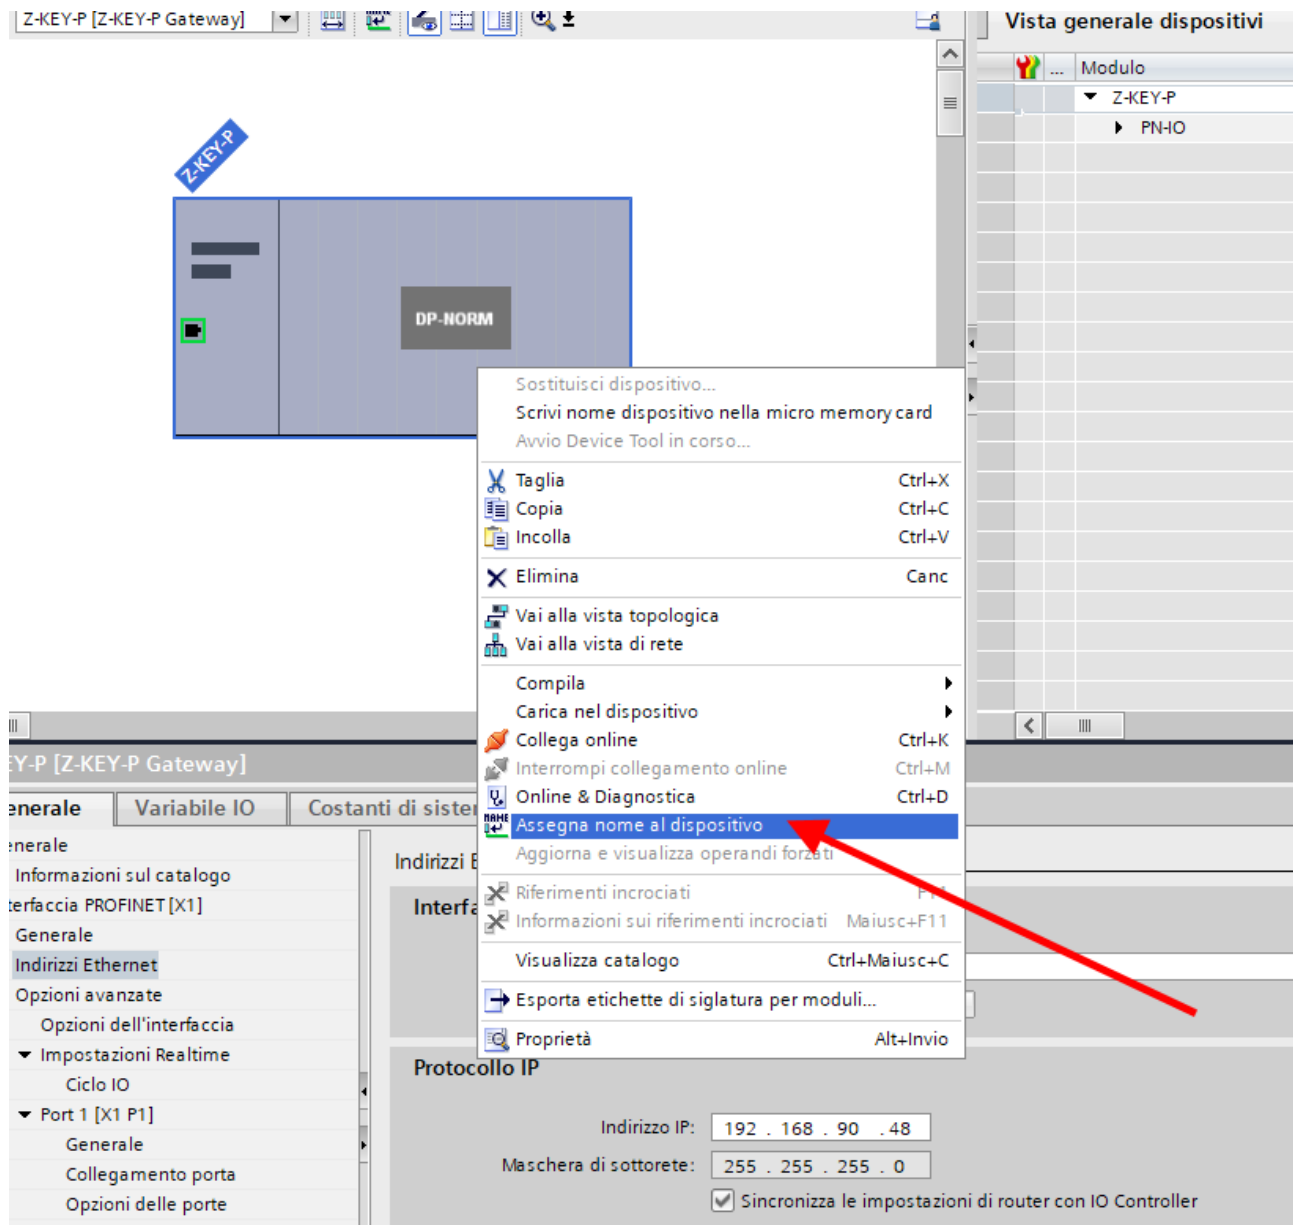 Z-KEY-P [Z-KEY-P Gateway]
Vista generale dispositivi
... Modulo
Z-KEY-P
PN-IO
Z-KEY-P
DP-NORM
Sostituisci dispositivo...
Scrivi nome dispositivo nella micro memory card
Avvio Device Tool in corso...
Taglia Ctrl+X
Copia Ctrl+C
Incolla Ctrl+V
Elimina Canc
Vai alla vista topologica
Vai alla vista di rete
Compila
Carica nel dispositivo
Collega online Ctrl+K
Interrompi collegamento online Ctrl+M
Online & Diagnostica Ctrl+D
NAME Assegna nome al dispositivo
Aggiorna e visualizza operandi forzati
Riferimenti incrociati F11
Informazioni sui riferimenti incrociati Maiusc+F11
Visualizza catalogo Ctrl+Maiusc+C
Esporta etichette di siglatura per moduli...
Proprietà Alt+Invio
EY-P [Z-KEY-P Gateway]
enerale Variabile IO Costanti di sister
enerale
Informazioni sul catalogo
terfaccia PROFINET [X1]
Generale
Indirizzi Ethernet
Opzioni avanzate
Opzioni dell'interfaccia
Impostazioni Realtime
Ciclo IO
Port 1 [X1 P1]
Generale
Collegamento porta
Opzioni delle porte
Indirizzi E
Interfa
Protocollo IP
Indirizzo IP: 192 . 168 . 90 . 48
Maschera di sottorete: 255 . 255 . 255 . 0
Sincronizza le impostazioni di router con IO Controller